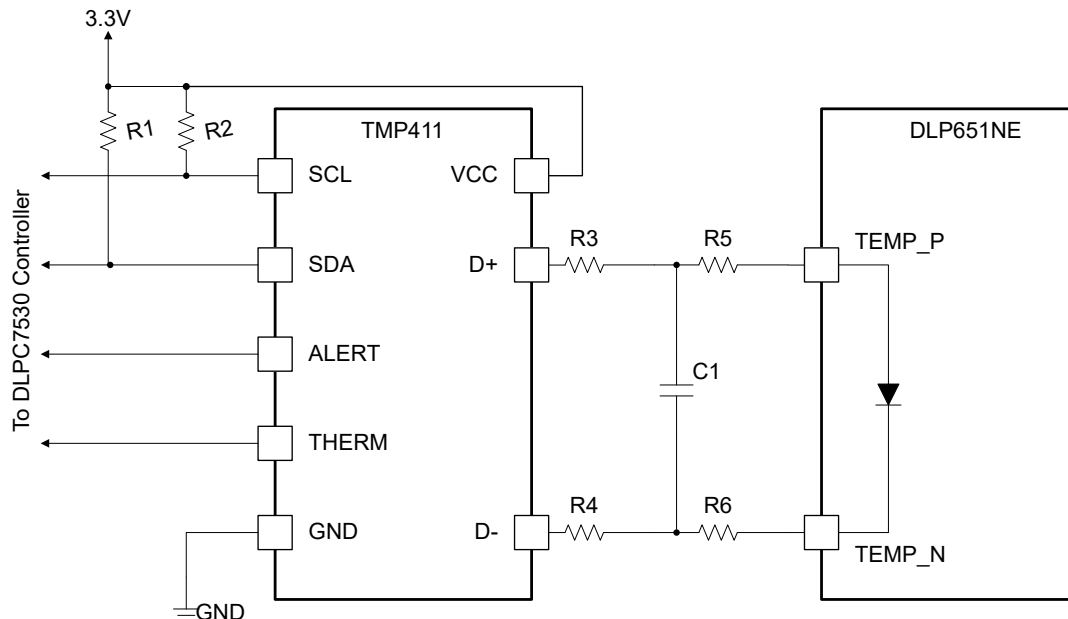 3.3V
R1
R2
TMP411
DLP651NE
SCL
VCC
SDA
D+
R3
R5
TEMP_P
ALERT
C1
THERM
GND
D-
R4
R6
TEMP_N
GND
To DLPC7530 Controller